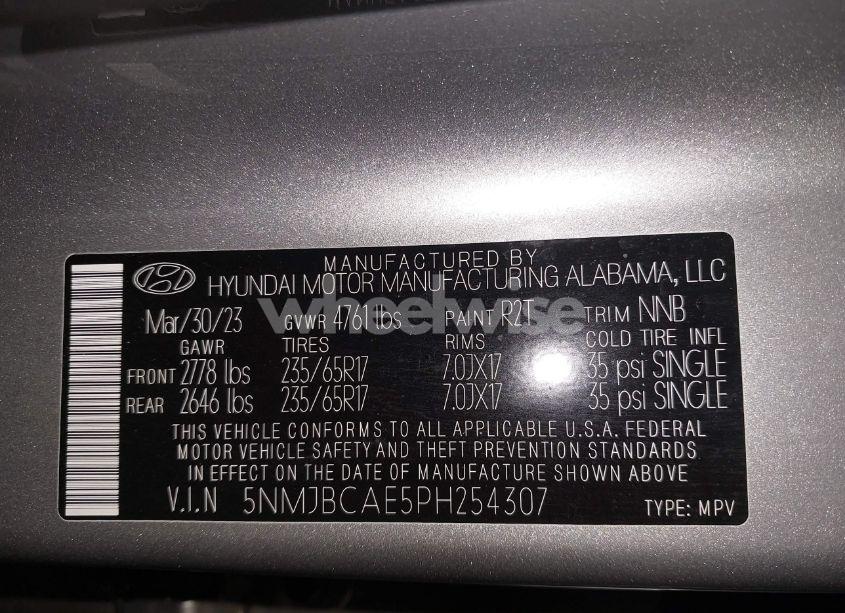 MANUFACTURED BY
HYUNDAI MOTOR MANUFACTURING ALABAMA, LLC
Mar/30/23 GVWR 4761 lbs PAINT R2T TRIM NNB
GAWR TIRES RIMS COLD TIRE INFL
FRONT 2778 lbs 235/65R17 7.0JX17 35 psi SINGLE
REAR 2646 lbs 235/65R17 7.0JX17 35 psi SINGLE
THIS VEHICLE CONFORMS TO ALL APPLICABLE U.S.A. FEDERAL
MOTOR VEHICLE SAFETY AND THEFT PREVENTION STANDARDS
IN EFFECT ON THE DATE OF MANUFACTURE SHOWN ABOVE
V.I.N 5NMJBCAE5PH254307 TYPE: MPV
wheelwise